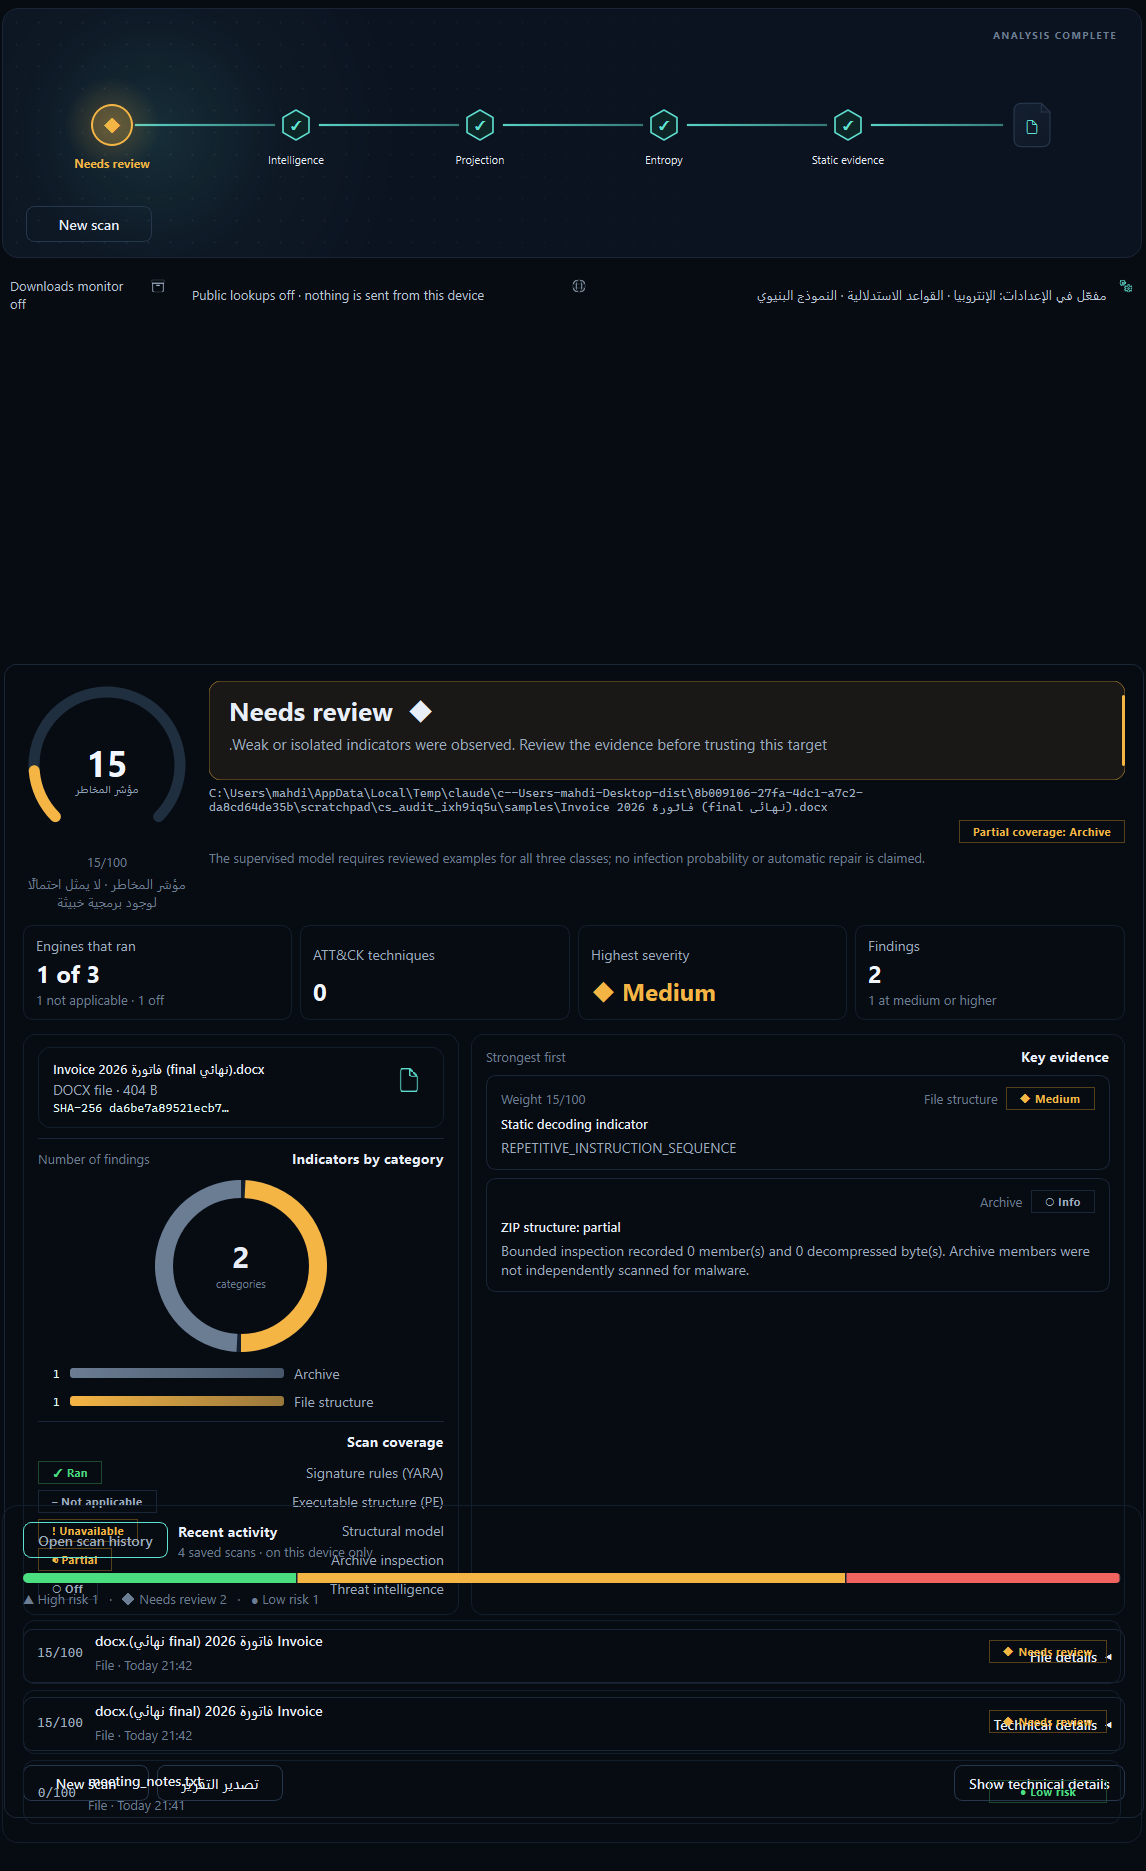 ANALYSIS COMPLETE
Needs review
Intelligence
Projection
Entropy
Static evidence
New scan
Downloads monitor
off
Public lookups off · nothing is sent from this device
مفعّل في الإعدادات: الإنتروبيا · القواعد الاستدلالية · النموذج البنيوي
15
مؤشر المخاطر
15/100
مؤشر المخاطر · لا يمثل احتمالًا
لوجود برمجية خبيثة
Needs review
.Weak or isolated indicators were observed. Review the evidence before trusting this target
C:\Users\mahdi\AppData\Local\Temp\claude\c--Users-mahdi-Desktop-dist\8b009106-27fa-4dc1-a7c2-
da8cd64de35b\scratchpad\cs_audit_ixh9iq5u\samples\Invoice 2026 فاتورة (final نهائي).docx
Partial coverage: Archive
The supervised model requires reviewed examples for all three classes; no infection probability or automatic repair is claimed.
Engines that ran
1 of 3
1 not applicable · 1 off
ATT&CK techniques
0
Highest severity
Medium
Findings
2
1 at medium or higher
Invoice 2026 فاتورة (final نهائي).docx
DOCX file · 404 B
SHA-256 da6be7a89521ecb7…
Number of findings
Indicators by category
2
categories
1 Archive
1 File structure
Scan coverage
✓ Ran
Signature rules (YARA)
– Not applicable
Executable structure (PE)
! Unavailable
Structural model
Partial
Archive inspection
Off
Threat intelligence
Strongest first
Key evidence
Weight 15/100
File structure
Medium
Static decoding indicator
REPETITIVE_INSTRUCTION_SEQUENCE
Archive
Info
ZIP structure: partial
Bounded inspection recorded 0 member(s) and 0 decompressed byte(s). Archive members were
not independently scanned for malware.
Open scan history
Recent activity
4 saved scans · on this device only
▲ High risk 1 · ◆ Needs review 2 · ● Low risk 1
15/100
docx.(نهائي final) فاتورة 2026 Invoice
File · Today 21:42
Needs review
File details
15/100
docx.(نهائي final) فاتورة 2026 Invoice
File · Today 21:42
Needs review
Technical details
New scan
تصدير التقرير
Show technical details
0/100
meeting_notes.txt
File · Today 21:41
Low risk